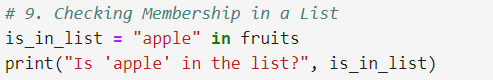 # 9. Checking Membership in a List
is_in_list = "apple" in fruits
print("Is 'apple' in the list?", is_in_list)